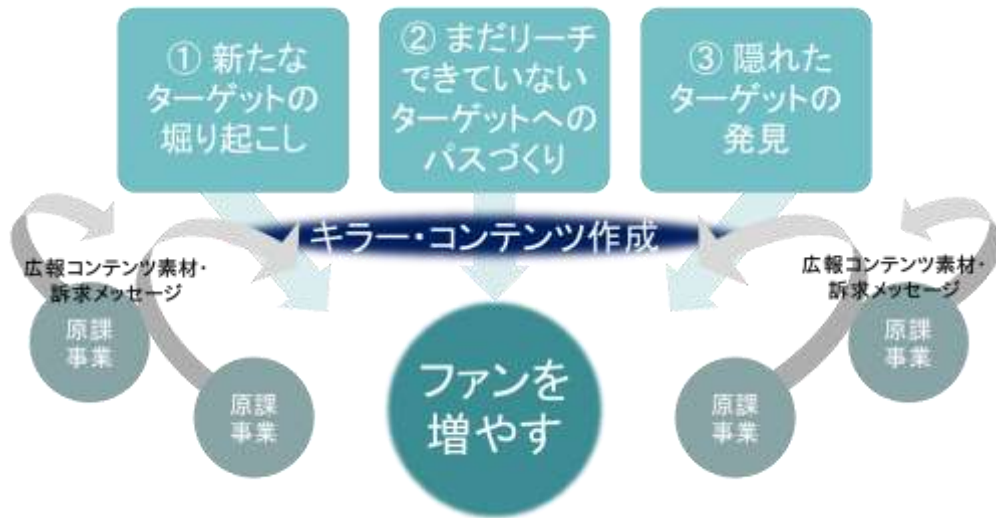 ① 新たな
ターゲットの
堀り起こし
② まだリーチ
できていない
ターゲットへの
パスづくり
③ 隠れた
ターゲットの
発見
キラー・コンテンツ作成
広報コンテンツ素材・
訴求メッセージ
広報コンテンツ素材・
訴求メッセージ
原課
事業
原課
事業
ファンを
増やす
原課
事業
原課
事業